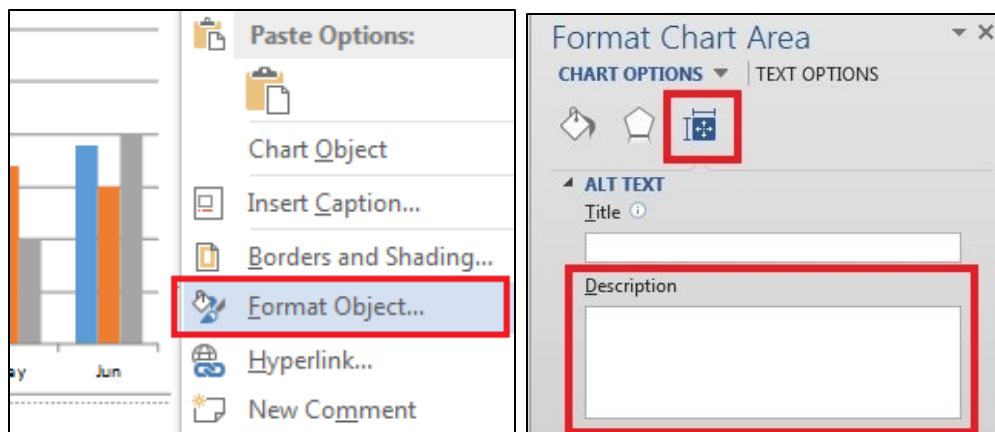 Paste Options:
Chart Object
Insert Caption...
Borders and Shading...
Format Object...
Hyperlink...
New Comment
ay Jun
Format Chart Area
CHART OPTIONS TEXT OPTIONS
ALT TEXT
Title
Description